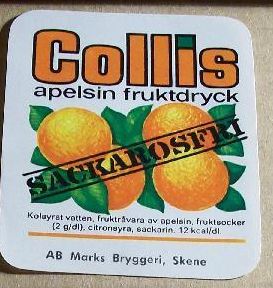 Collis
apelsin fruktdryck
SACKAROSFRI
Kolsyrat vatten, fruktråvara av apelsin, fruktsocker
(2 g/dl), citronsyra, sackarin. 12 kcal/dl.
AB Marks Bryggeri, Skene